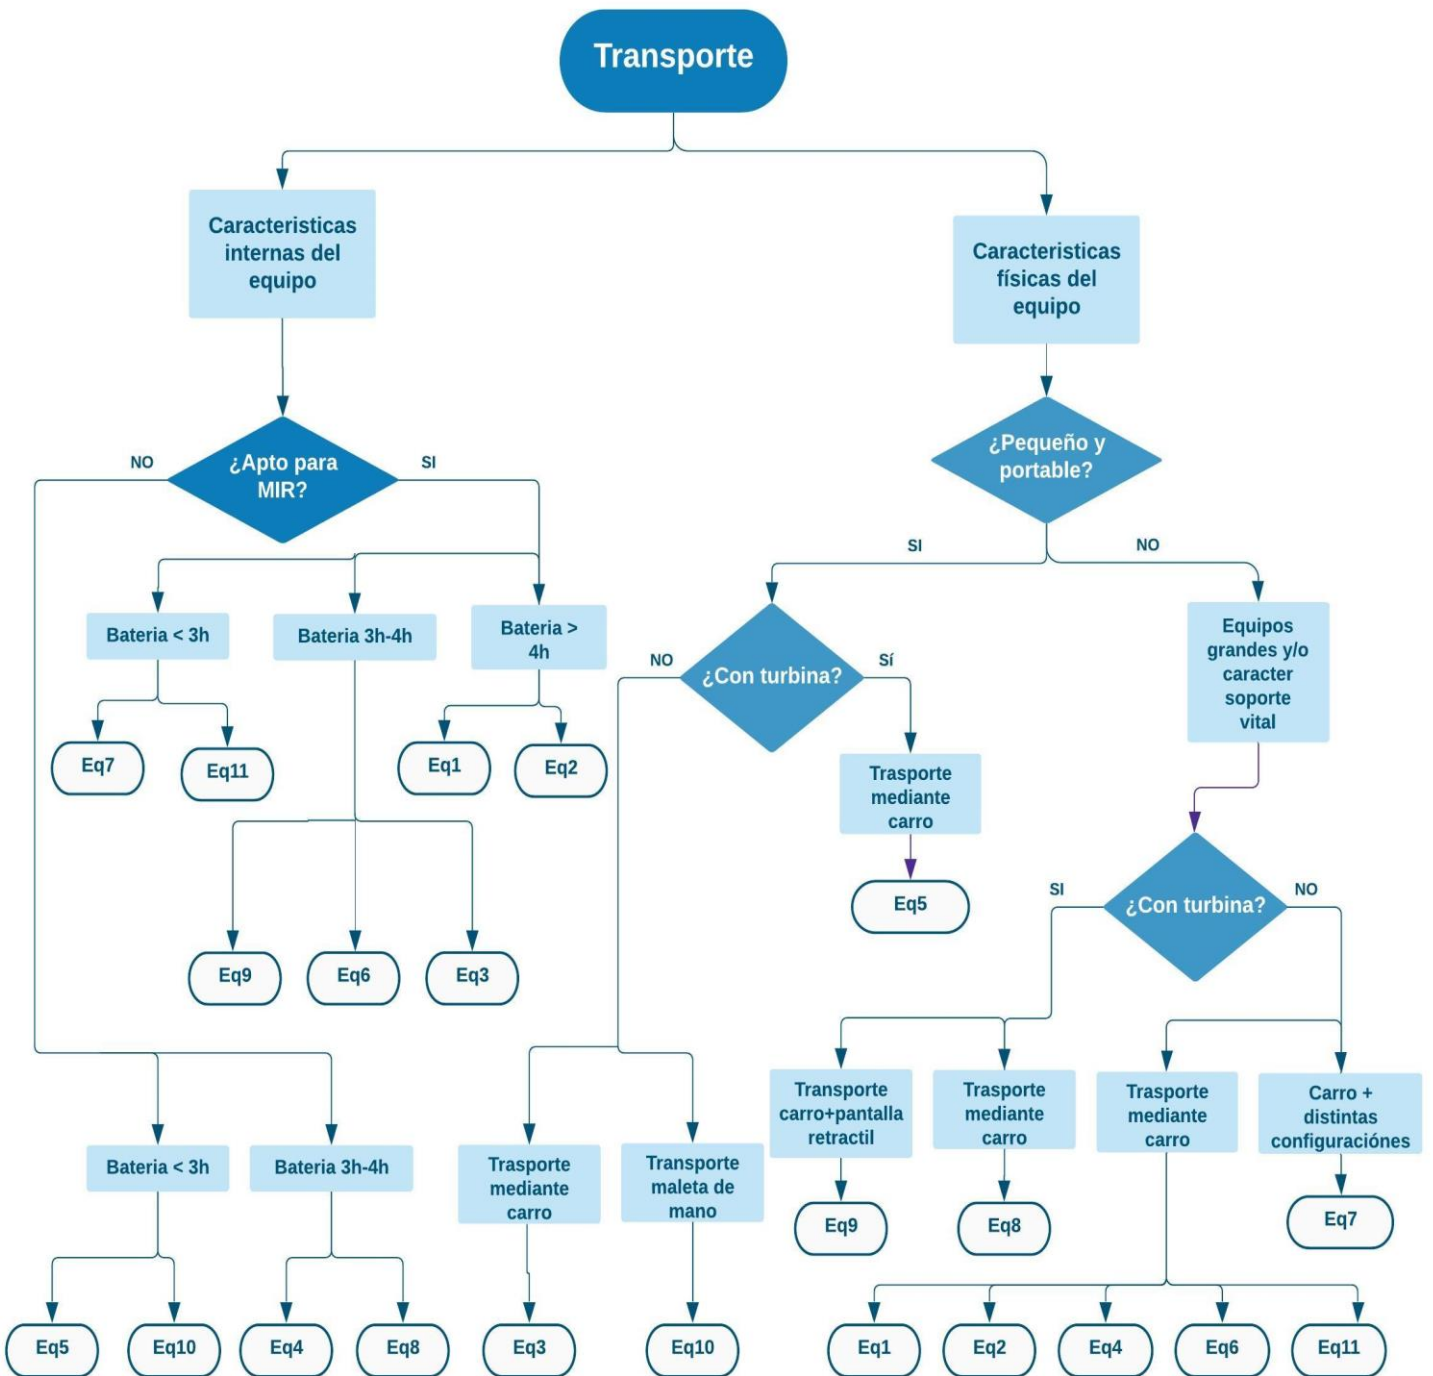 Transporte
Caracteristicas
internas del
equipo
Caracteristicas
físicas del
equipo
¿Apto para
MIR?
NO
SI
¿Pequeño y
portable?
SI
NO
Bateria < 3h
Bateria 3h-4h
Bateria >
4h
Eq7
Eq11
Eq1
Eq2
Eq9
Eq6
Eq3
Bateria < 3h
Bateria 3h-4h
Eq5
Eq10
Eq4
Eq8
¿Con turbina?
NO
Sí
Trasporte
mediante
carro
Eq5
Trasporte
mediante
carro
Transporte
maleta de
mano
Eq3
Eq10
Equipos
grandes y/o
caracter
soporte
vital
¿Con turbina?
SI
NO
Transporte
carro+pantalla
retractil
Trasporte
mediante
carro
Trasporte
mediante
carro
Carro +
distintas
configuraciónes
Eq9
Eq8
Eq7
Eq1
Eq2
Eq4
Eq6
Eq11